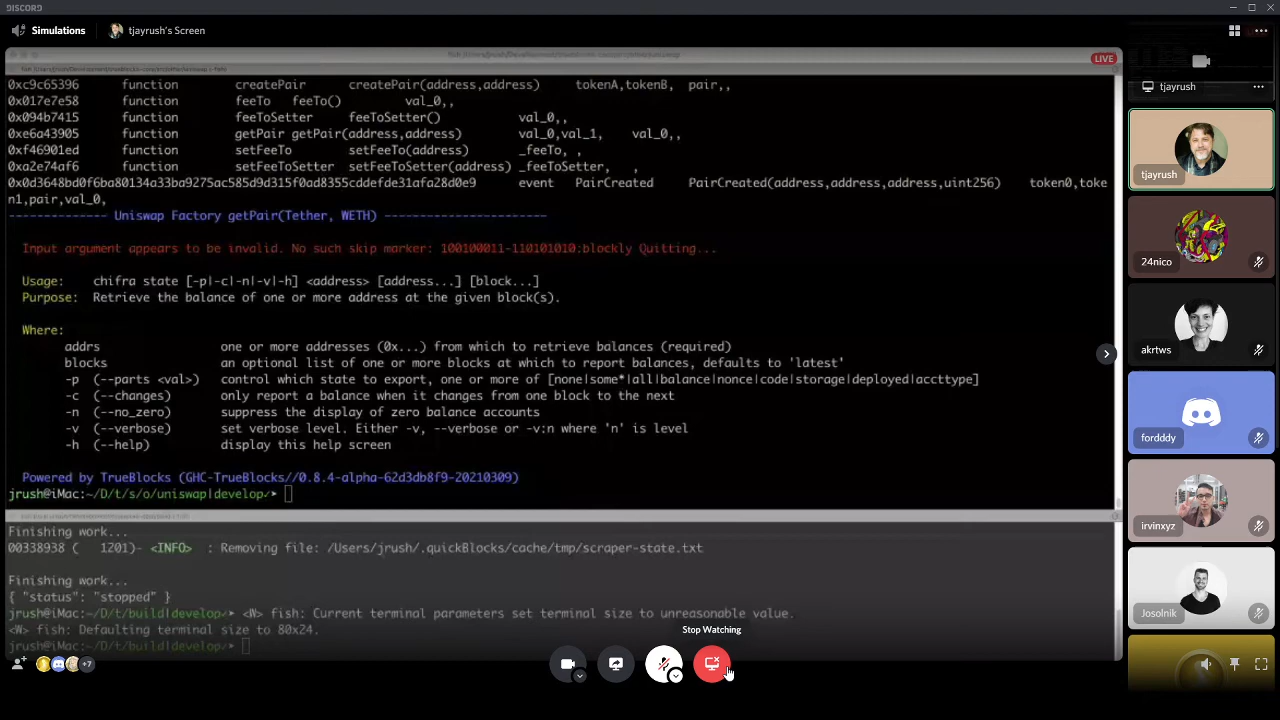 DISCORD
Simulations tjayrush's Screen
LIVE
0xc9c65396 function createPair createPair(address,address) tokenA,tokenB, pair,,
0x017e7e58 function feeTo feeTo() val_0,,
0x094b7415 function feeToSetter feeToSetter() val_0,,
0xe6a43905 function getPair getPair(address,address) val_0,val_1, val_0,,
0xf46901ed function setFeeTo setFeeTo(address) _feeTo, ,
0xa2e74af6 function setFeeToSetter setFeeToSetter(address) _feeToSetter, ,
0x0d3648bd0f6ba80134a33ba9275ac585d9d315f0ad8355cddefde31afa28d0e9 event PairCreated PairCreated(address,address,address,uint256) token0,toke
n1,pair,val_0,
-------------- Uniswap Factory getPair(Tether, WETH) -----------------------
Input argument appears to be invalid. No such skip marker: 100100011-110101010:blockly Quitting...
Usage: chifra state [-p|-c|-n|-v|-h] <address> [address...] [block...]
Purpose: Retrieve the balance of one or more address at the given block(s).
Where:
addrs one or more addresses (0x...) from which to retrieve balances (required)
blocks an optional list of one or more blocks at which to report balances, defaults to 'latest'
-p (--parts <val>) control which state to export, one or more of [none|some*|all|balance|nonce|code|storage|deployed|accttype]
-c (--changes) only report a balance when it changes from one block to the next
-n (--no_zero) suppress the display of zero balance accounts
-v (--verbose) set verbose level. Either -v, --verbose or -v:n where 'n' is level
-h (--help) display this help screen
Powered by TrueBlocks (GHC-TrueBlocks//0.8.4-alpha-62d3db8f9-20210309)
jrush@iMac:~/D/t/s/o/uniswap|develop✓➤
Finishing work...
00338938 ( 1201)- <INFO> : Removing file: /Users/jrush/.quickBlocks/cache/tmp/scraper-state.txt
Finishing work...
{ "status": "stopped" }
jrush@iMac:~/D/t/build|develop✓➤ <W> fish: Current terminal parameters set terminal size to unreasonable value.
<W> fish: Defaulting terminal size to 80x24.
jrush@iMac:~/D/t/build|develop✓➤
Stop Watching
+7
tjayrush
tjayrush
24nico
akrtws
fordddy
irvinxyz
Josolnik